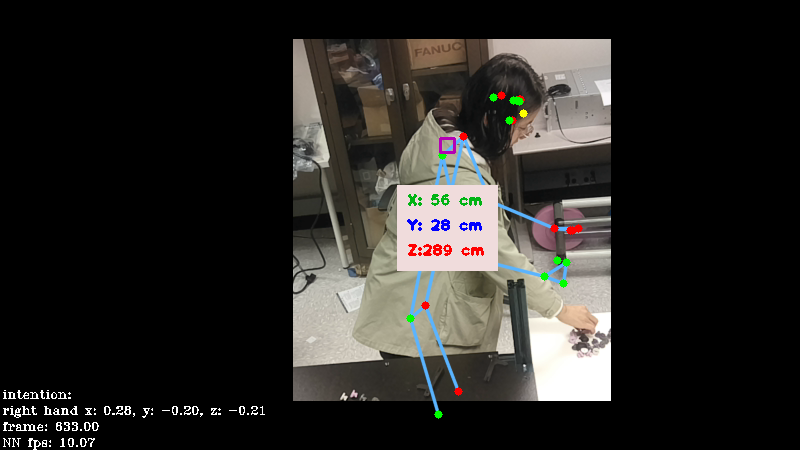 FANUC
X: 56 cm
Y: 28 cm
Z:289 cm
intention:
right hand x: 0.28, y: -0.20, z: -0.21
frame: 633.00
NN fps: 10.07